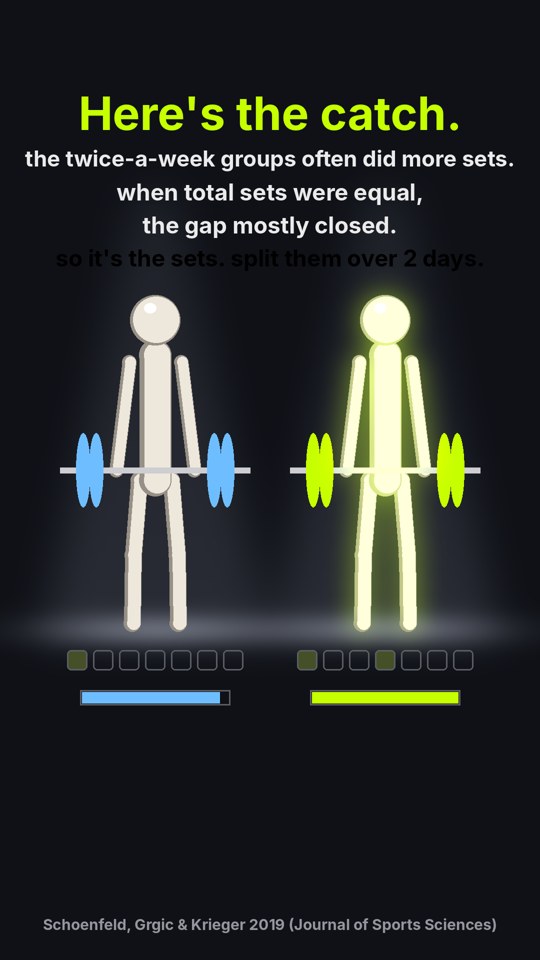 Here's the catch.
the twice-a-week groups often did more sets.
when total sets were equal,
the gap mostly closed.
so it's the sets. split them over 2 days.
Schoenfeld, Grgic & Krieger 2019 (Journal of Sports Sciences)